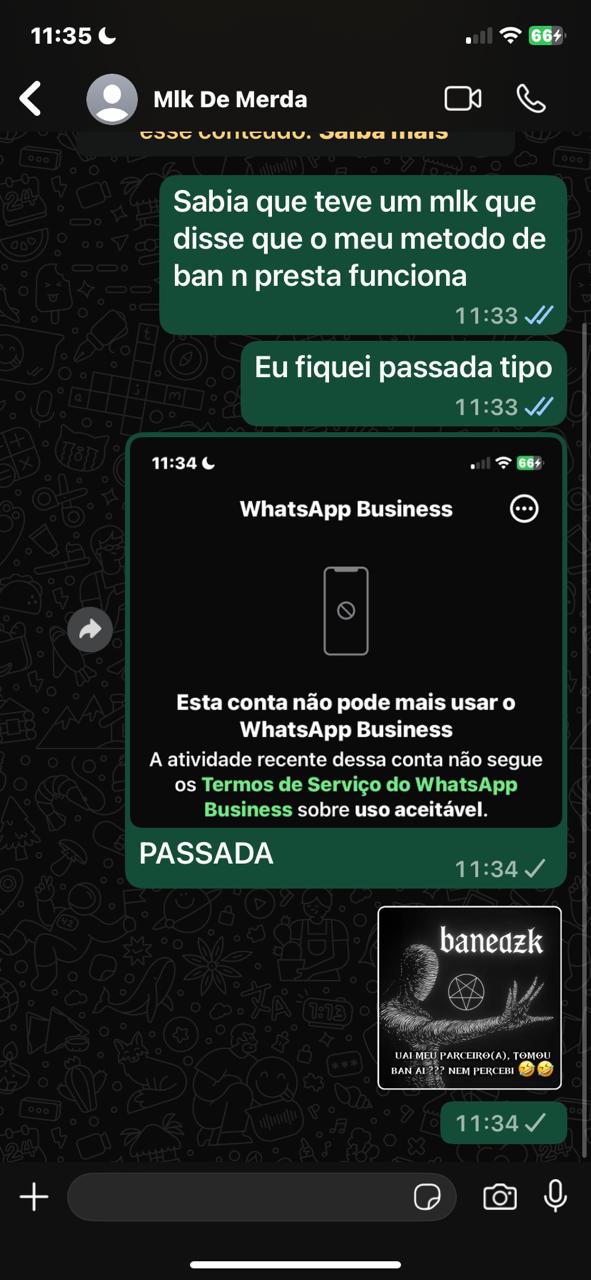 11:35
66
Mlk De Merda
esse conteúdo. Saiba mais
Sabia que teve um mlk que
disse que o meu metodo de
ban n presta funciona
11:33
Eu fiquei passada tipo
11:33
11:34
66
WhatsApp Business
Esta conta não pode mais usar o
WhatsApp Business
A atividade recente dessa conta não segue
os Termos de Serviço do WhatsApp
Business sobre uso aceitável.
PASSADA
11:34
baneazk
UAI MEU PARCEIRO(A), TOMOU
BAN AI ??? NEM PERCEBI 🤣🤣
11:34